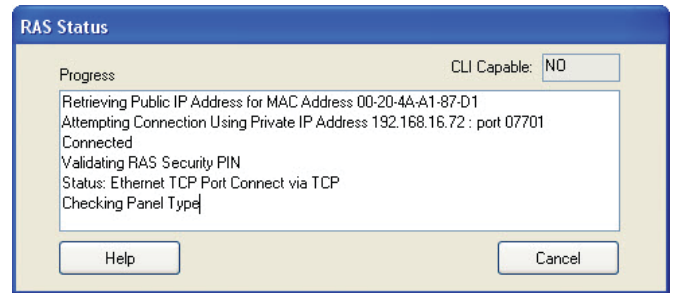 RAS Status
Progress
CLI Capable: NO
Retrieving Public IP Address for MAC Address 00-20-4A-A1-87-D1
Attempting Connection Using Private IP Address 192.168.16.72 : port 07701
Connected
Validating RAS Security PIN
Status: Ethernet TCP Port Connect via TCP
Checking Panel Type
Help
Cancel